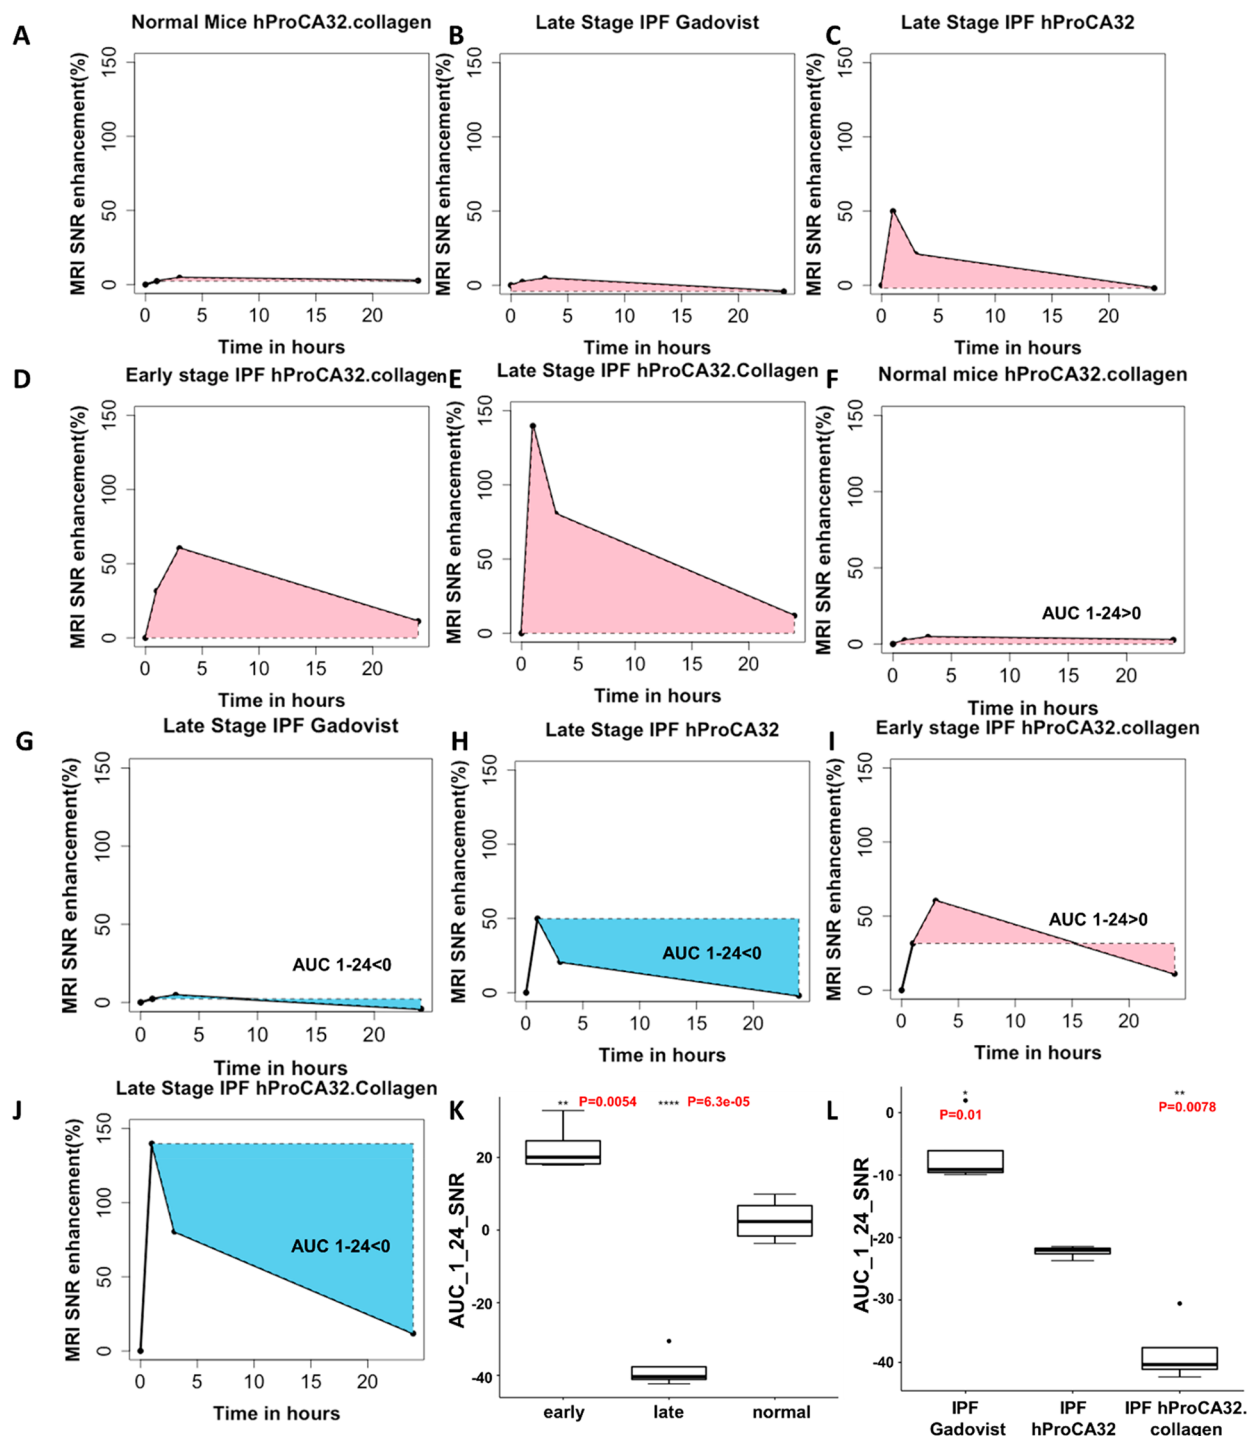 A
Normal Mice hProCA32.collagen
MRI SNR enhancement(%)
150
100
50
0
0 5 10 15 20
Time in hours
B
Late Stage IPF Gadovist
MRI SNR enhancement(%)
150
100
50
0
0 5 10 15 20
Time in hours
C
Late Stage IPF hProCA32
MRI SNR enhancement(%)
150
100
50
0
0 5 10 15 20
Time in hours
D
Early stage IPF hProCA32.collagen
MRI SNR enhancement(%)
150
100
50
0
0 5 10 15 20
Time in hours
E
Late Stage IPF hProCA32.Collagen
MRI SNR enhancement(%)
150
100
50
0
0 5 10 15 20
Time in hours
F
Normal mice hProCA32.collagen
MRI SNR enhancement(%)
150
100
50
0
AUC 1-24>0
0 5 10 15 20
Time in hours
G
Late Stage IPF Gadovist
MRI SNR enhancement(%)
150
100
50
0
AUC 1-24<0
0 5 10 15 20
Time in hours
H
Late Stage IPF hProCA32
MRI SNR enhancement(%)
150
100
50
0
AUC 1-24<0
0 5 10 15 20
Time in hours
I
Early stage IPF hProCA32.collagen
MRI SNR enhancement(%)
150
100
50
0
AUC 1-24>0
0 5 10 15 20
Time in hours
J
Late Stage IPF hProCA32.Collagen
MRI SNR enhancement(%)
150
100
50
0
AUC 1-24<0
0 5 10 15 20
Time in hours
K
** P=0.0054 **** P=6.3e-05
AUC_1_24_SNR
20
0
-20
-40
early late normal
L
* **
P=0.01 P=0.0078
AUC_1_24_SNR
0
-10
-20
-30
-40
IPF IPF IPF hProCA32.
Gadovist hProCA32 collagen